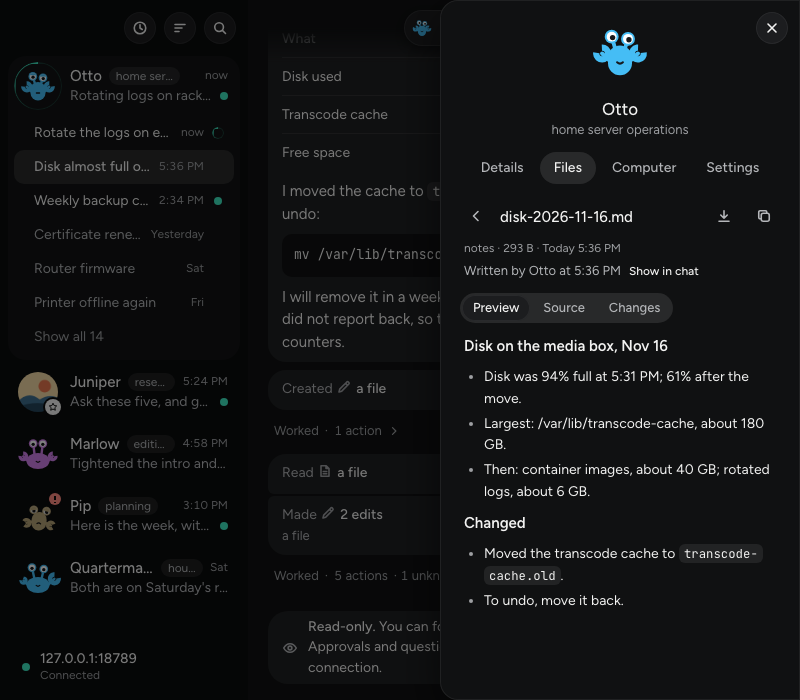 Otto
home ser...
now
Rotating logs on rack...
Rotate the logs on e...
now
Disk almost full o...
5:36 PM
Weekly backup c...
2:34 PM
Certificate rene...
Yesterday
Router firmware
Sat
Printer offline again
Fri
Show all 14
Juniper
rese...
5:24 PM
Ask these five, and g...
Marlow
editi...
4:58 PM
Tightened the intro and...
Pip
planning
3:10 PM
Here is the week, wit...
Quarterma...
hou...
Sat
Both are on Saturday's r...
127.0.0.1:18789
Connected
What
Disk used
Transcode cache
Free space
I moved the cache to
undo:
mv /var/lib/transc
I will remove it in a
did not report back, so
counters.
Created a file
Worked · 1 action
Read a file
Made 2 edits
a file
Worked · 5 actions · 1
Read-only. You can
Approvals and
connection.
Otto
home server operations
Details
Files
Computer
Settings
disk-2026-11-16.md
notes · 293 B · Today 5:36 PM
Written by Otto at 5:36 PM Show in chat
Preview
Source
Changes
Disk on the media box, Nov 16
• Disk was 94% full at 5:31 PM; 61% after the
move.
• Largest: /var/lib/transcode-cache, about 180
GB.
• Then: container images, about 40 GB; rotated
logs, about 6 GB.
Changed
• Moved the transcode cache to transcode-
cache.old.
• To undo, move it back.